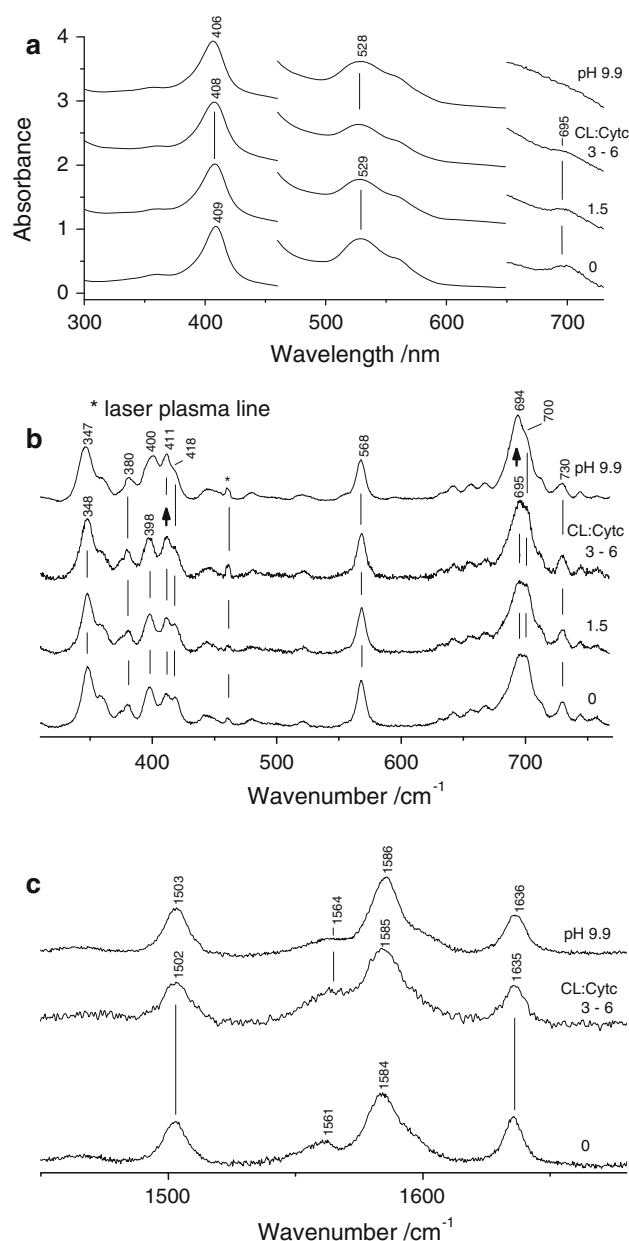 a
4
3
2
1
0
Absorbance
406
408
409
528
529
695
pH 9.9
CL:Cytc
3 - 6
1.5
0
300 400 500 600 700
Wavelength /nm
b
* laser plasma line
347
348
380
400
398
411
418
*
568
694
700
695
730
pH 9.9
CL:Cytc
3 - 6
1.5
0
400 500 600 700
Wavenumber /cm-1
c
1503
1502
1564
1561
1586
1585
1584
1636
1635
pH 9.9
CL:Cytc
3 - 6
0
1500 1600
Wavenumber /cm-1